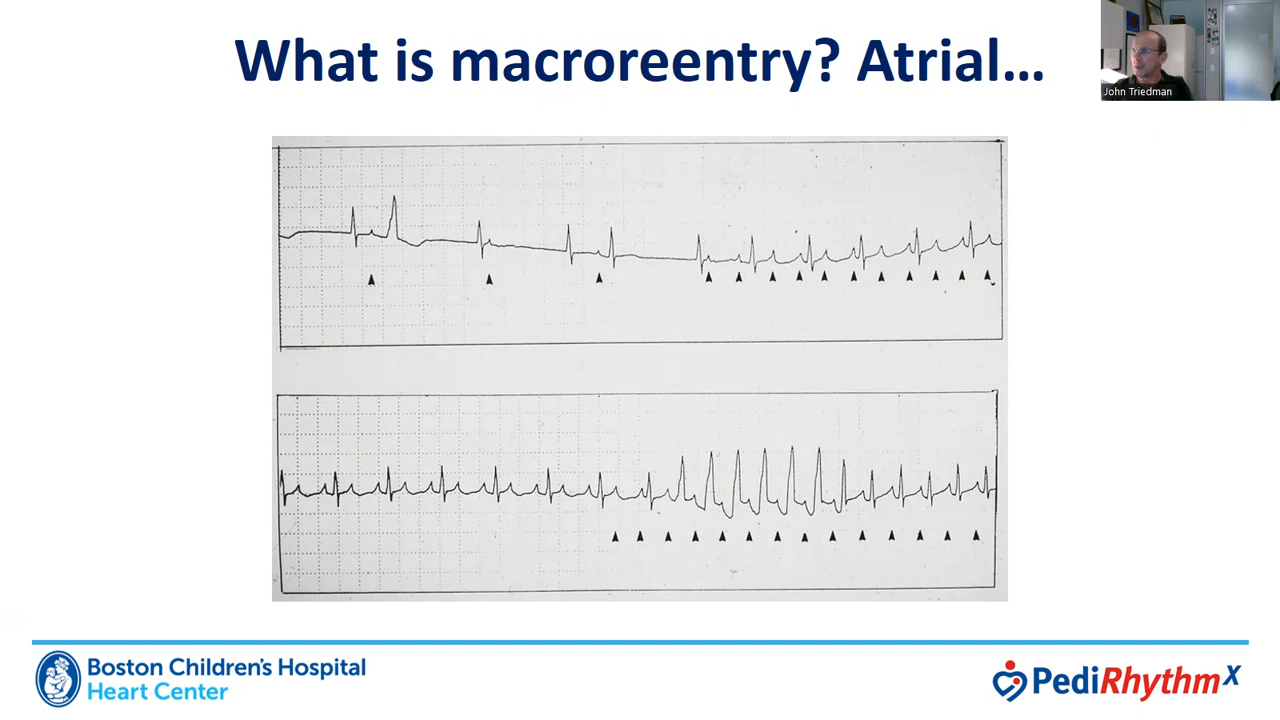 What is macroreentry? Atrial…
John Triedman
Boston Children's Hospital
Heart Center
PediRhythmX